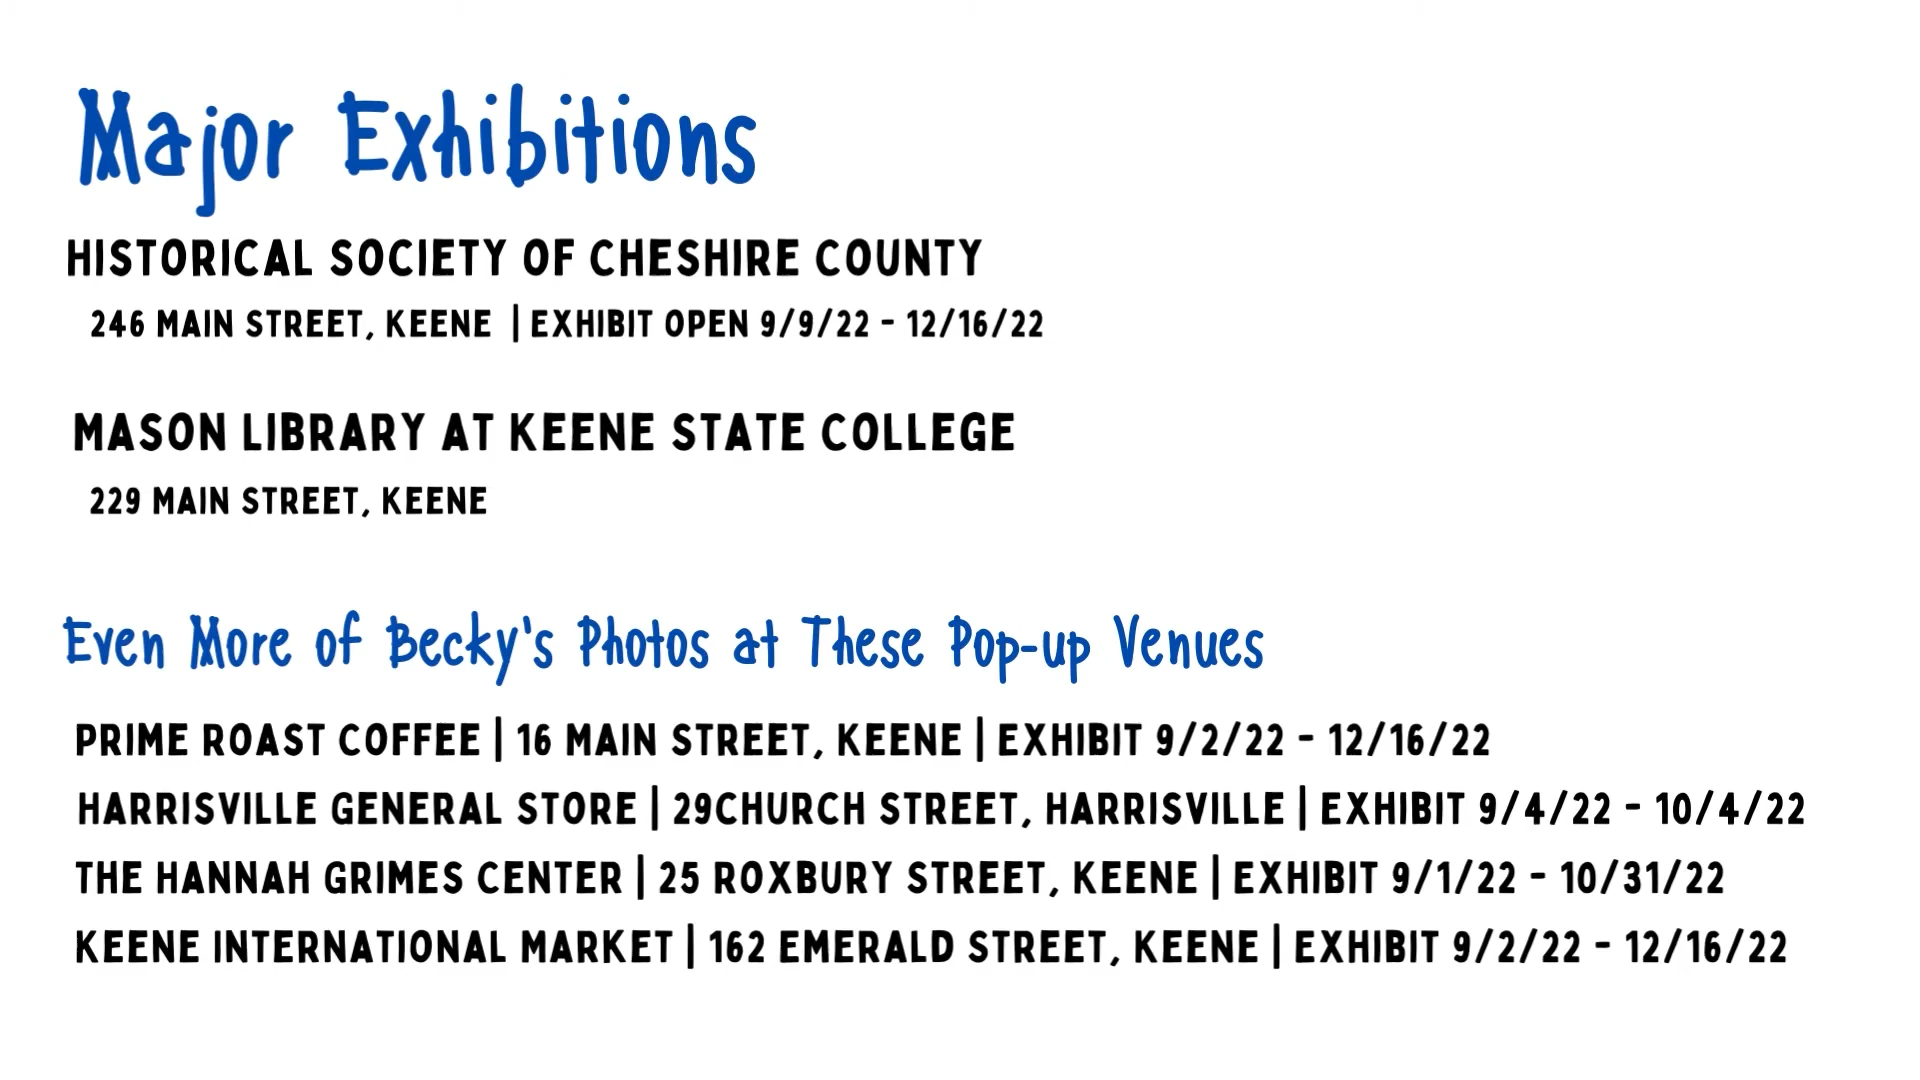 Major Exhibitions
HISTORICAL SOCIETY OF CHESHIRE COUNTY
246 MAIN STREET, KEENE | EXHIBIT OPEN 9/9/22 - 12/16/22
MASON LIBRARY AT KEENE STATE COLLEGE
229 MAIN STREET, KEENE
Even More of Becky's Photos at These Pop-up Venues
PRIME ROAST COFFEE | 16 MAIN STREET, KEENE | EXHIBIT 9/2/22 - 12/16/22
HARRISVILLE GENERAL STORE | 29CHURCH STREET, HARRISVILLE | EXHIBIT 9/4/22 - 10/4/22
THE HANNAH GRIMES CENTER | 25 ROXBURY STREET, KEENE | EXHIBIT 9/1/22 - 10/31/22
KEENE INTERNATIONAL MARKET | 162 EMERALD STREET, KEENE | EXHIBIT 9/2/22 - 12/16/22